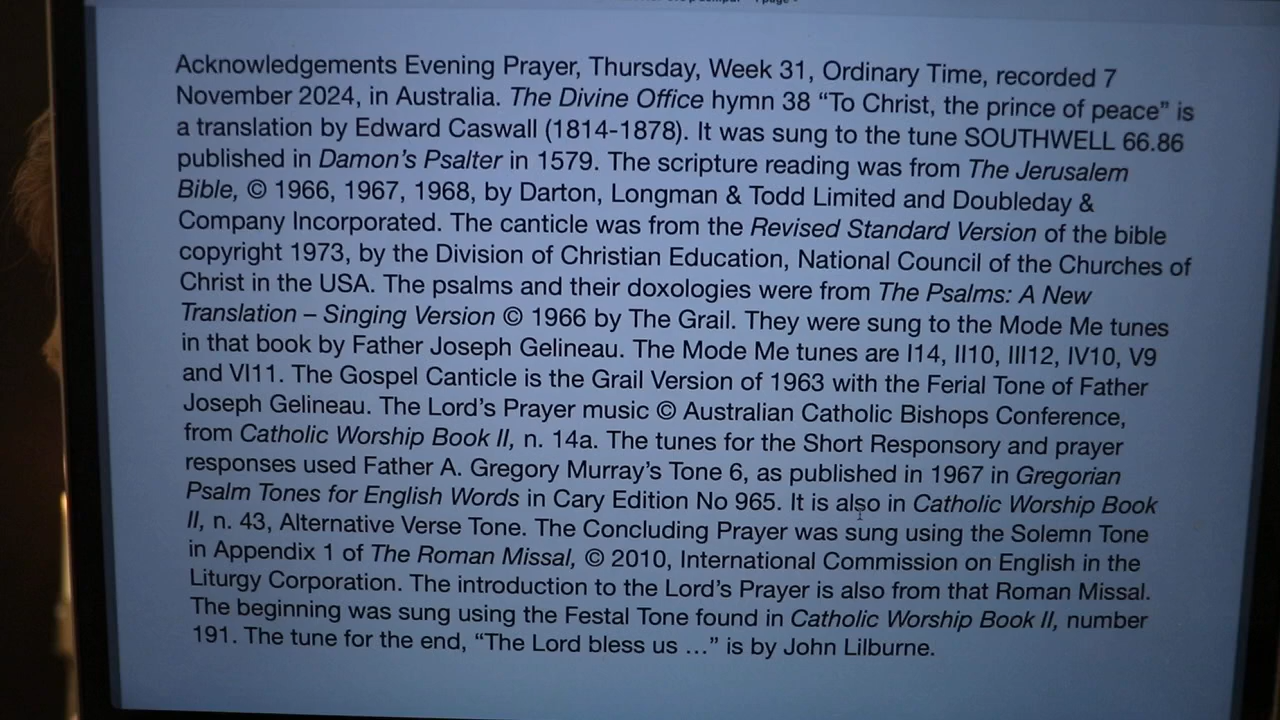 Acknowledgements Evening Prayer, Thursday, Week 31, Ordinary Time, recorded 7
November 2024, in Australia. The Divine Office hymn 38 “To Christ, the prince of peace” is
a translation by Edward Caswall (1814-1878). It was sung to the tune SOUTHWELL 66.86
published in Damon’s Psalter in 1579. The scripture reading was from The Jerusalem
Bible, © 1966, 1967, 1968, by Darton, Longman & Todd Limited and Doubleday &
Company Incorporated. The canticle was from the Revised Standard Version of the bible
copyright 1973, by the Division of Christian Education, National Council of the Churches of
Christ in the USA. The psalms and their doxologies were from The Psalms: A New
Translation – Singing Version © 1966 by The Grail. They were sung to the Mode Me tunes
in that book by Father Joseph Gelineau. The Mode Me tunes are I14, II10, III12, IV10, V9
and VI11. The Gospel Canticle is the Grail Version of 1963 with the Ferial Tone of Father
Joseph Gelineau. The Lord’s Prayer music © Australian Catholic Bishops Conference,
from Catholic Worship Book II, n. 14a. The tunes for the Short Responsory and prayer
responses used Father A. Gregory Murray’s Tone 6, as published in 1967 in Gregorian
Psalm Tones for English Words in Cary Edition No 965. It is also in Catholic Worship Book
II, n. 43, Alternative Verse Tone. The Concluding Prayer was sung using the Solemn Tone
in Appendix 1 of The Roman Missal, © 2010, International Commission on English in the
Liturgy Corporation. The introduction to the Lord’s Prayer is also from that Roman Missal.
The beginning was sung using the Festal Tone found in Catholic Worship Book II, number
191. The tune for the end, “The Lord bless us …” is by John Lilburne.